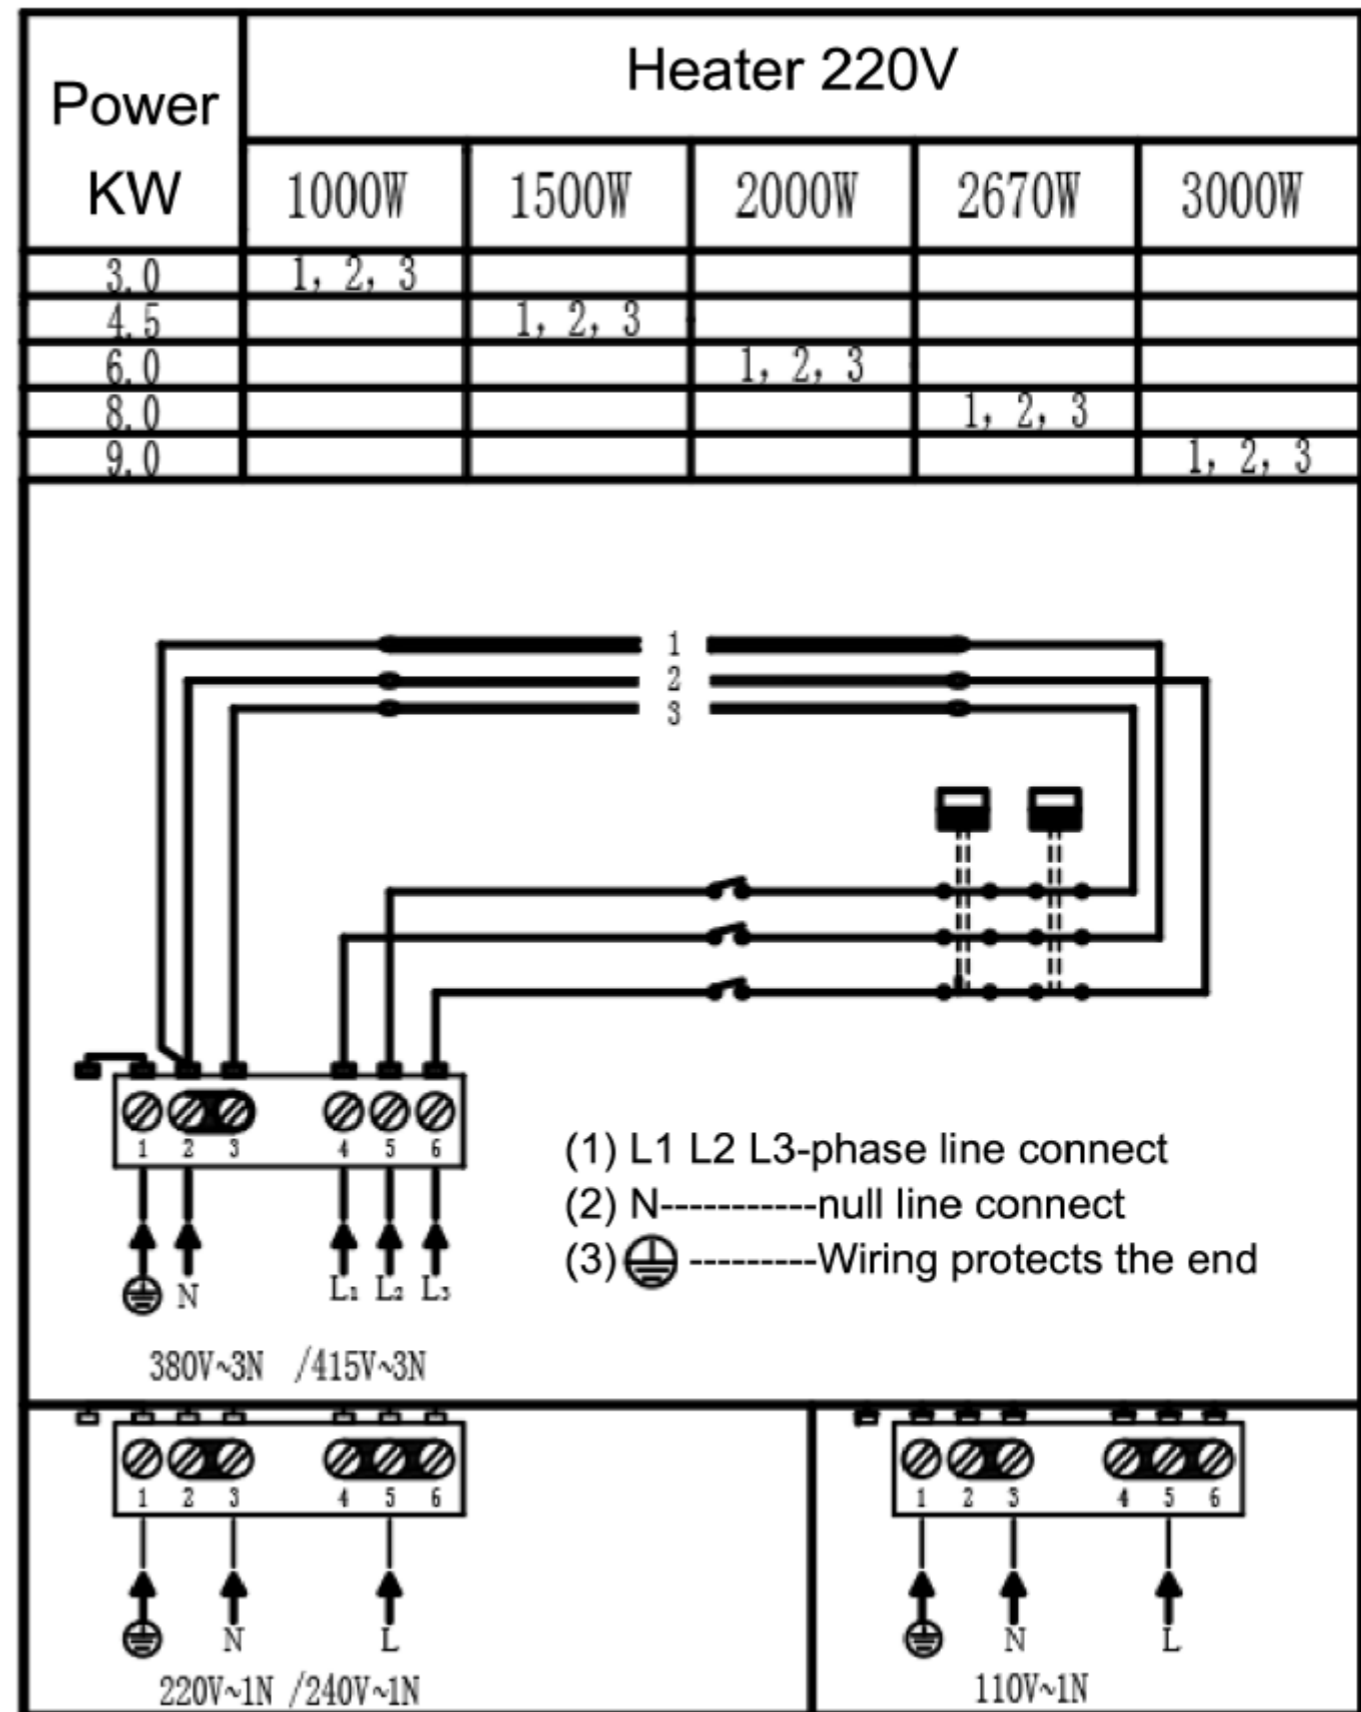 Power KW
Heater 220V
1000W 1500W 2000W 2670W 3000W
3.0 1, 2, 3
4.5 1, 2, 3
6.0 1, 2, 3
8.0 1, 2, 3
9.0 1, 2, 3
1
2
3
1 2 3 4 5 6
(1) L1 L2 L3-phase line connect
(2) N-----------null line connect
(3) ---------Wiring protects the end
N L₁ L₂ L₃
380V~3N /415V~3N
1 2 3 4 5 6
N L
220V~1N /240V~1N
1 2 3 4 5 6
N L
110V~1N